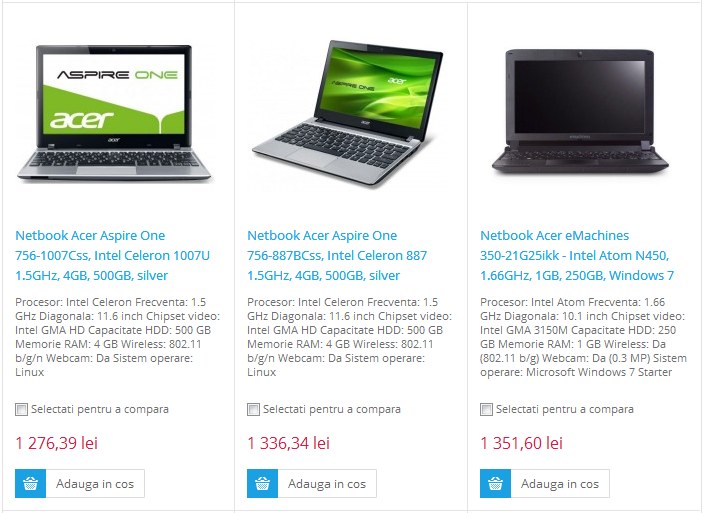 ASPIRE ONE
acer
acer
ASPIRE ONE
acer
Netbook Acer Aspire One
756-1007Css, Intel Celeron 1007U
1.5GHz, 4GB, 500GB, silver
Procesor: Intel Celeron Frecventa: 1.5
GHz Diagonala: 11.6 inch Chipset video:
Intel GMA HD Capacitate HDD: 500 GB
Memorie RAM: 4 GB Wireless: 802.11
b/g/n Webcam: Da Sistem operare:
Linux
Selectati pentru a compara
1 276,39 lei
Adauga in cos
Netbook Acer Aspire One
756-887BCss, Intel Celeron 887
1.5GHz, 4GB, 500GB, silver
Procesor: Intel Celeron Frecventa: 1.5
GHz Diagonala: 11.6 inch Chipset video:
Intel GMA HD Capacitate HDD: 500 GB
Memorie RAM: 4 GB Wireless: 802.11
b/g/n Webcam: Da Sistem operare:
Linux
Selectati pentru a compara
1 336,34 lei
Adauga in cos
Netbook Acer eMachines
350-21G25ikk - Intel Atom N450,
1.66GHz, 1GB, 250GB, Windows 7
Procesor: Intel Atom Frecventa: 1.66
GHz Diagonala: 10.1 inch Chipset video:
Intel GMA 3150M Capacitate HDD: 250
GB Memorie RAM: 1 GB Wireless: Da
(802.11 b/g) Webcam: Da (0.3 MP) Sistem
operare: Microsoft Windows 7 Starter
Selectati pentru a compara
1 351,60 lei
Adauga in cos